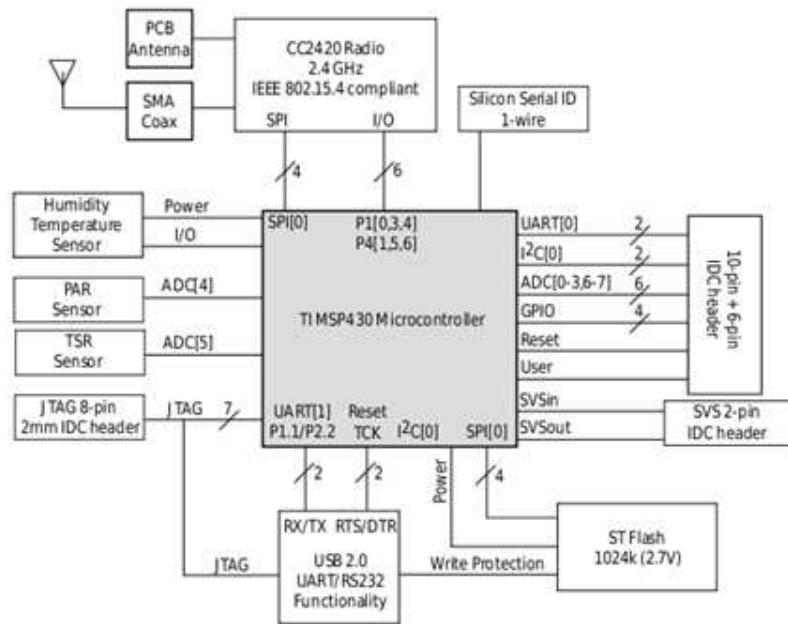 PCB
Antenna
SMA
Coax
CC2420 Radio
2.4 GHz
IEEE 802.15.4 compliant
SPI I/O
Silicon Serial ID
1-wire
4 6
Humidity
Temperature
Sensor
Power
I/O
PAR
Sensor
ADC[4]
TSR
Sensor
ADC[5]
JTAG 8-pin
2mm IDC header
JTAG 7
SPI[0] P1[0,3,4]
P4[1,5,6]
TI MSP430 Microcontroller
UART[1] Reset
P1.1/P2.2 TCK I²C[0] SPI[0]
UART[0] 2
I²C[0] 2
ADC[0-3,6-7] 6
GPIO 4
Reset
User
10-pin + 6-pin
IDC header
SVSin
SVSout
SVS 2-pin
IDC header
2 2 Power 4
RX/TX RTS/DTR
USB 2.0
UART/RS232
Functionality
JTAG
Write Protection
ST Flash
1024k (2.7V)